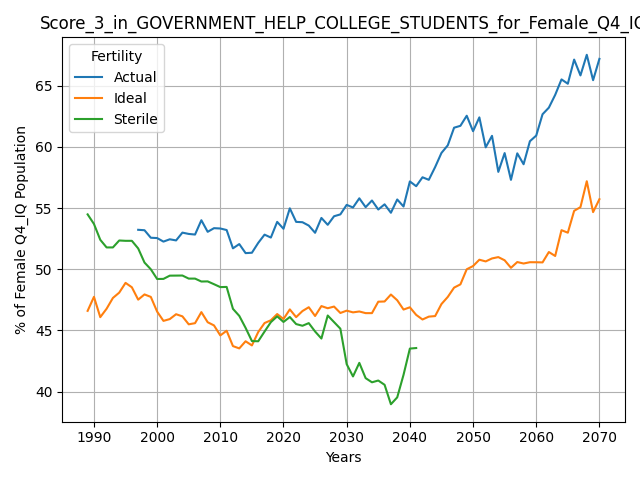 Score_3_in_GOVERNMENT_HELP_COLLEGE_STUDENTS_for_Female_Q4_IQ
Fertility
Actual
Ideal
Sterile
% of Female Q4_IQ Population
65
60
55
50
45
40
1990 2000 2010 2020 2030 2040 2050 2060 2070
Years